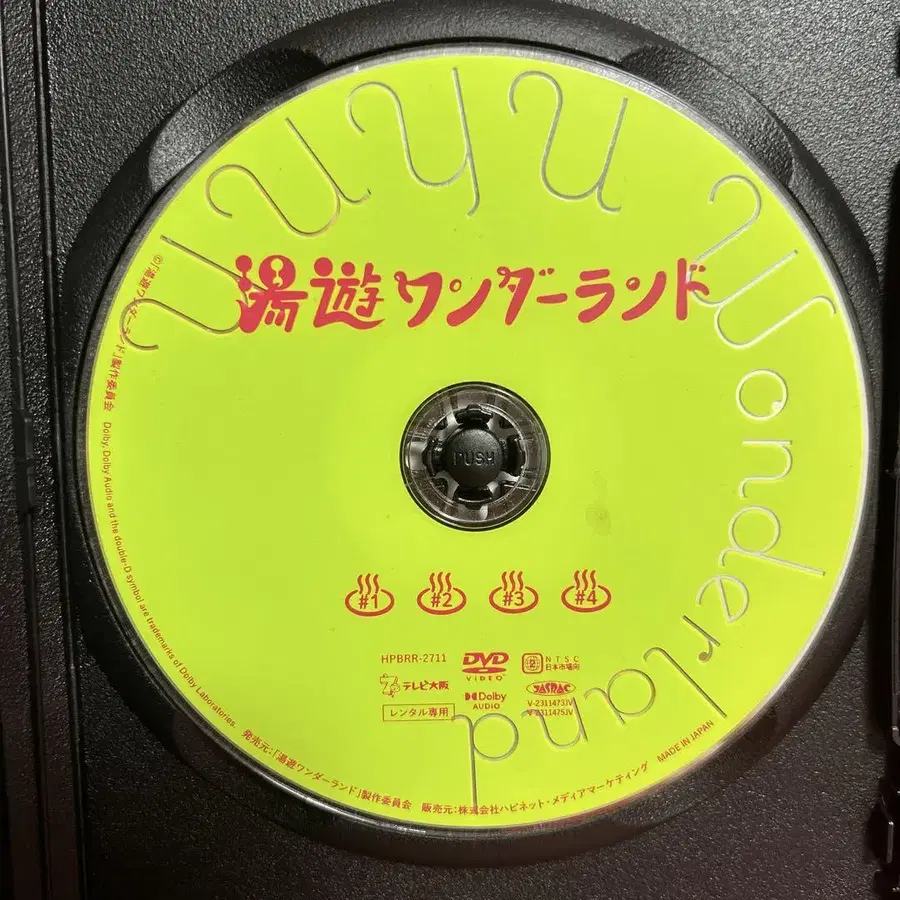 Yuyu Wonderland
湯遊ワンダーランド
PUSH
#1 #2 #3 #4
HPBRR-2711
DVD
VIDEO
2
NTSC
日本市場向
テレビ大阪
Dolby
AUDIO
JASRAC
V-2311473JV
V-2311475JV
レンタル専用
©「湯遊ワンダーランド」製作委員会 Dolby, Dolby Audio and the double-D symbol are trademarks of Dolby Laboratories.
発売元:「湯遊ワンダーランド」製作委員会 販売元:株式会社ハピネット・メディアマーケティング MADE IN JAPAN